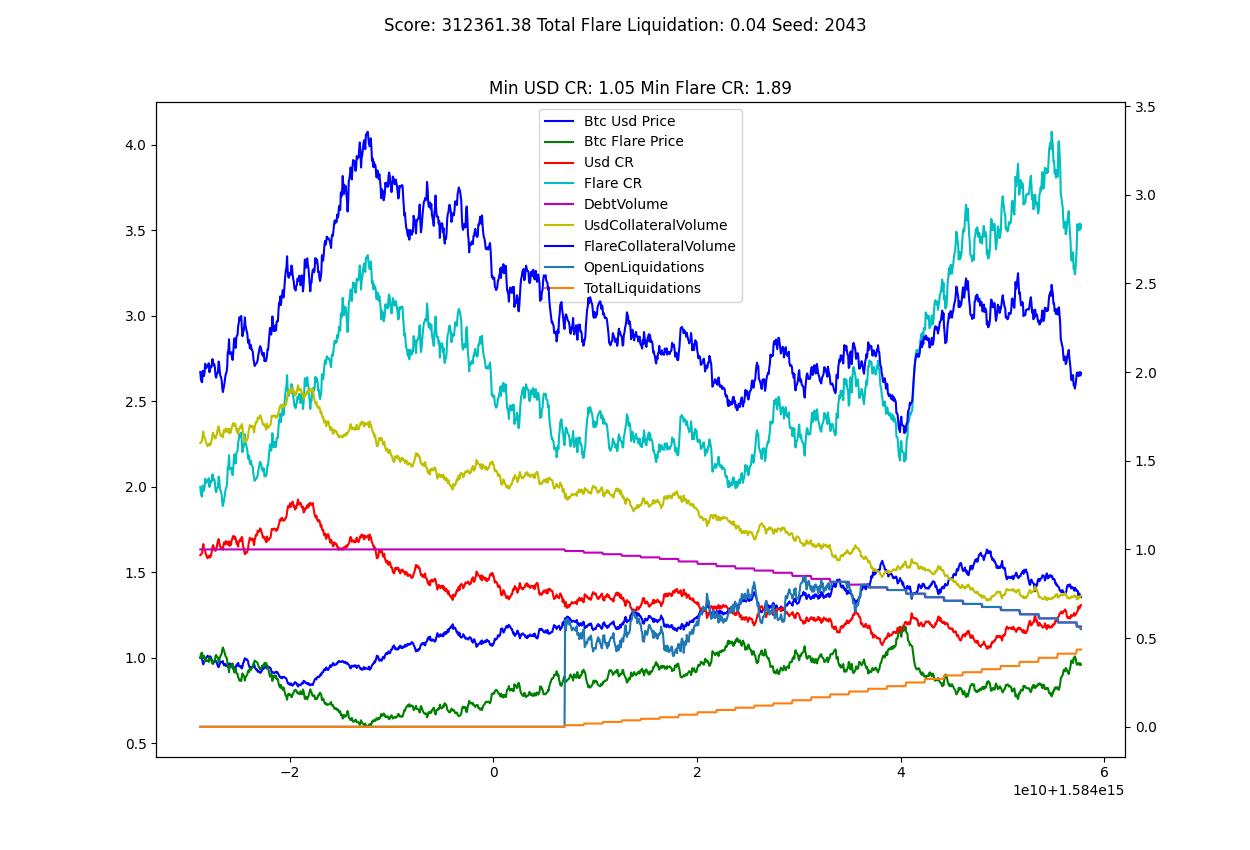 Score: 312361.38 Total Flare Liquidation: 0.04 Seed: 2043
Min USD CR: 1.05 Min Flare CR: 1.89
Btc Usd Price
Btc Flare Price
Usd CR
Flare CR
DebtVolume
UsdCollateralVolume
FlareCollateralVolume
OpenLiquidations
TotalLiquidations
4.0
3.5
3.0
2.5
2.0
1.5
1.0
0.5
3.5
3.0
2.5
2.0
1.5
1.0
0.5
0.0
−2
0
2
4
6
1e10+1.584e15